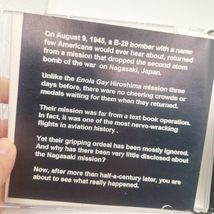 On August 9, 1945, a B-29 bomber with a name
few Americans would ever hear about, returned
from a mission that dropped the second atom
bomb of the war on Nagasaki, Japan.
Unlike the Enola Gay Hiroshima mission three
days before, there were no cheering crowds or
medals waiting for them when they returned.
Their mission was far from a text book operation.
In fact, it was one of the most nerve-wracking
flights in aviation history .
Yet their gripping ordeal has been mostly ignored.
And why has there been very little disclosed about
the Nagasaki mission?
Now, after more than half-a-century later, you are
about to see what really happened.